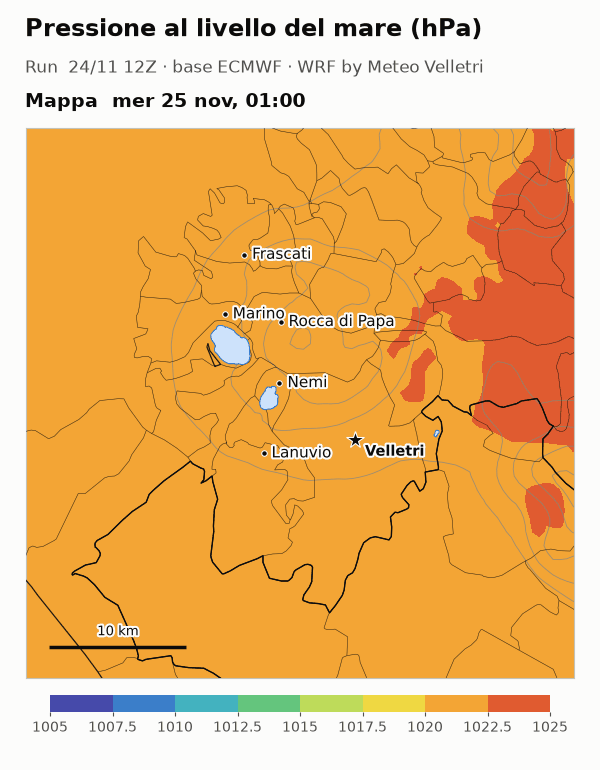 Pressione al livello del mare (hPa)
Run  24/11 12Z · base ECMWF · WRF by Meteo Velletri
Mappa  mer 25 nov, 01:00
Frascati
Marino
Rocca di Papa
Nemi
Velletri
Lanuvio
10 km
1005 1007.5 1010 1012.5 1015 1017.5 1020 1022.5 1025